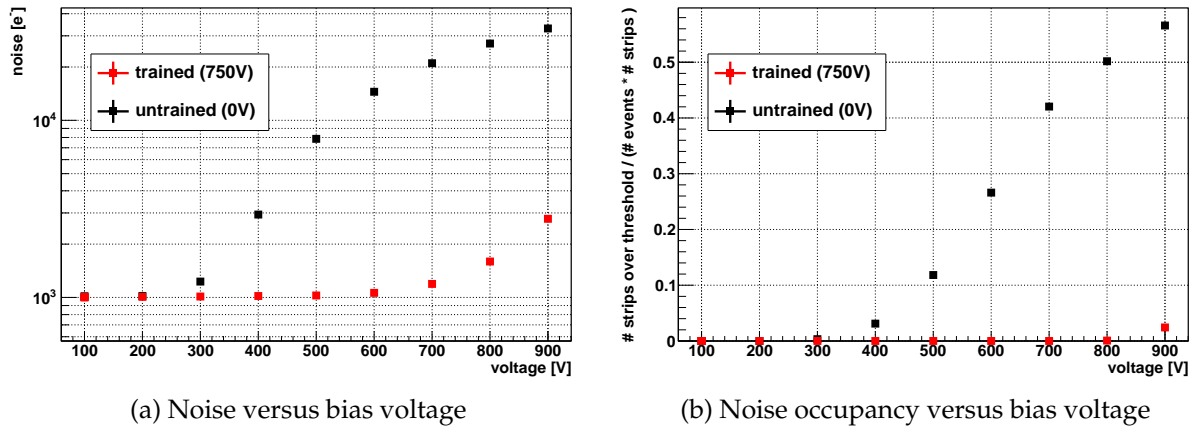 noise [e⁻]
10⁴
10³
trained (750V)
untrained (0V)
100 200 300 400 500 600 700 800 900
voltage [V]
(a) Noise versus bias voltage
# strips over threshold / (# events * # strips )
0.5
0.4
0.3
0.2
0.1
0
trained (750V)
untrained (0V)
100 200 300 400 500 600 700 800 900
voltage [V]
(b) Noise occupancy versus bias voltage